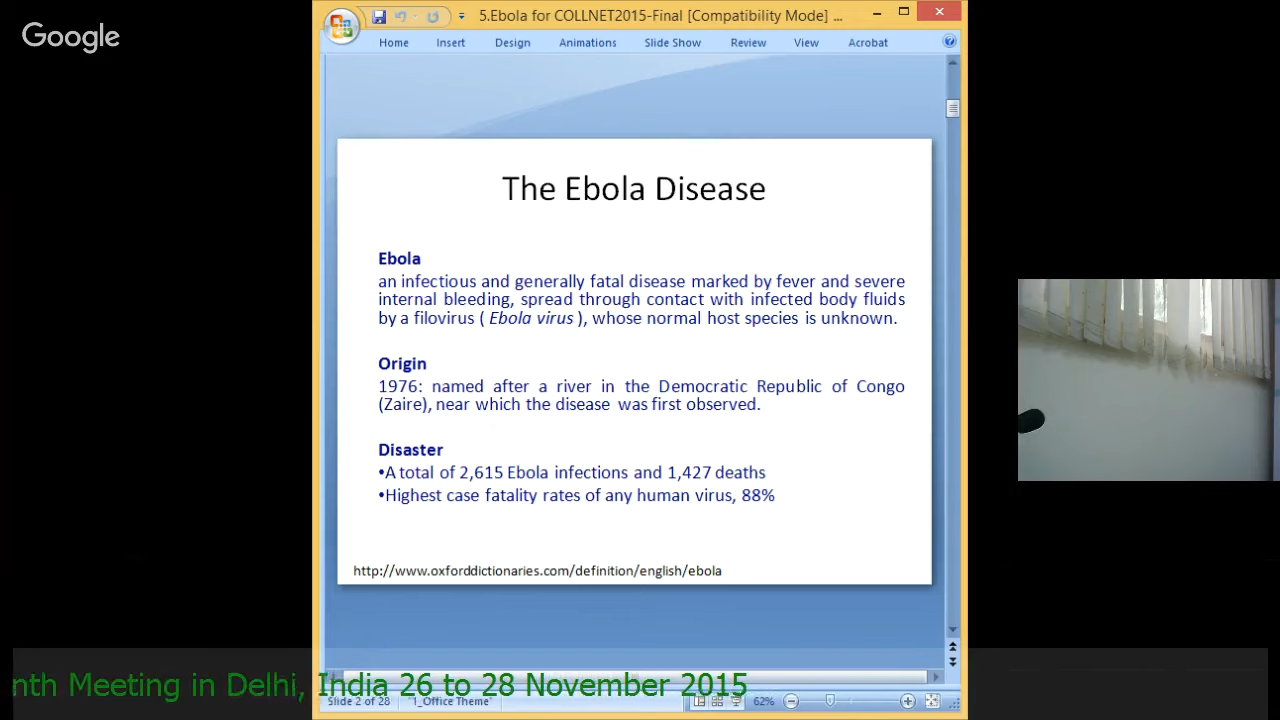 Google
5.Ebola for COLLNET2015-Final [Compatibility Mode] ...
Home Insert Design Animations Slide Show Review View Acrobat
The Ebola Disease
Ebola
an infectious and generally fatal disease marked by fever and severe
internal bleeding, spread through contact with infected body fluids
by a filovirus ( Ebola virus ), whose normal host species is unknown.
Origin
1976: named after a river in the Democratic Republic of Congo
(Zaire), near which the disease was first observed.
Disaster
•A total of 2,615 Ebola infections and 1,427 deaths
•Highest case fatality rates of any human virus, 88%
http://www.oxforddictionaries.com/definition/english/ebola
nth Meeting in Delhi, India 26 to 28 November 2015
Slide 2 of 28 "1_Office Theme" 62%